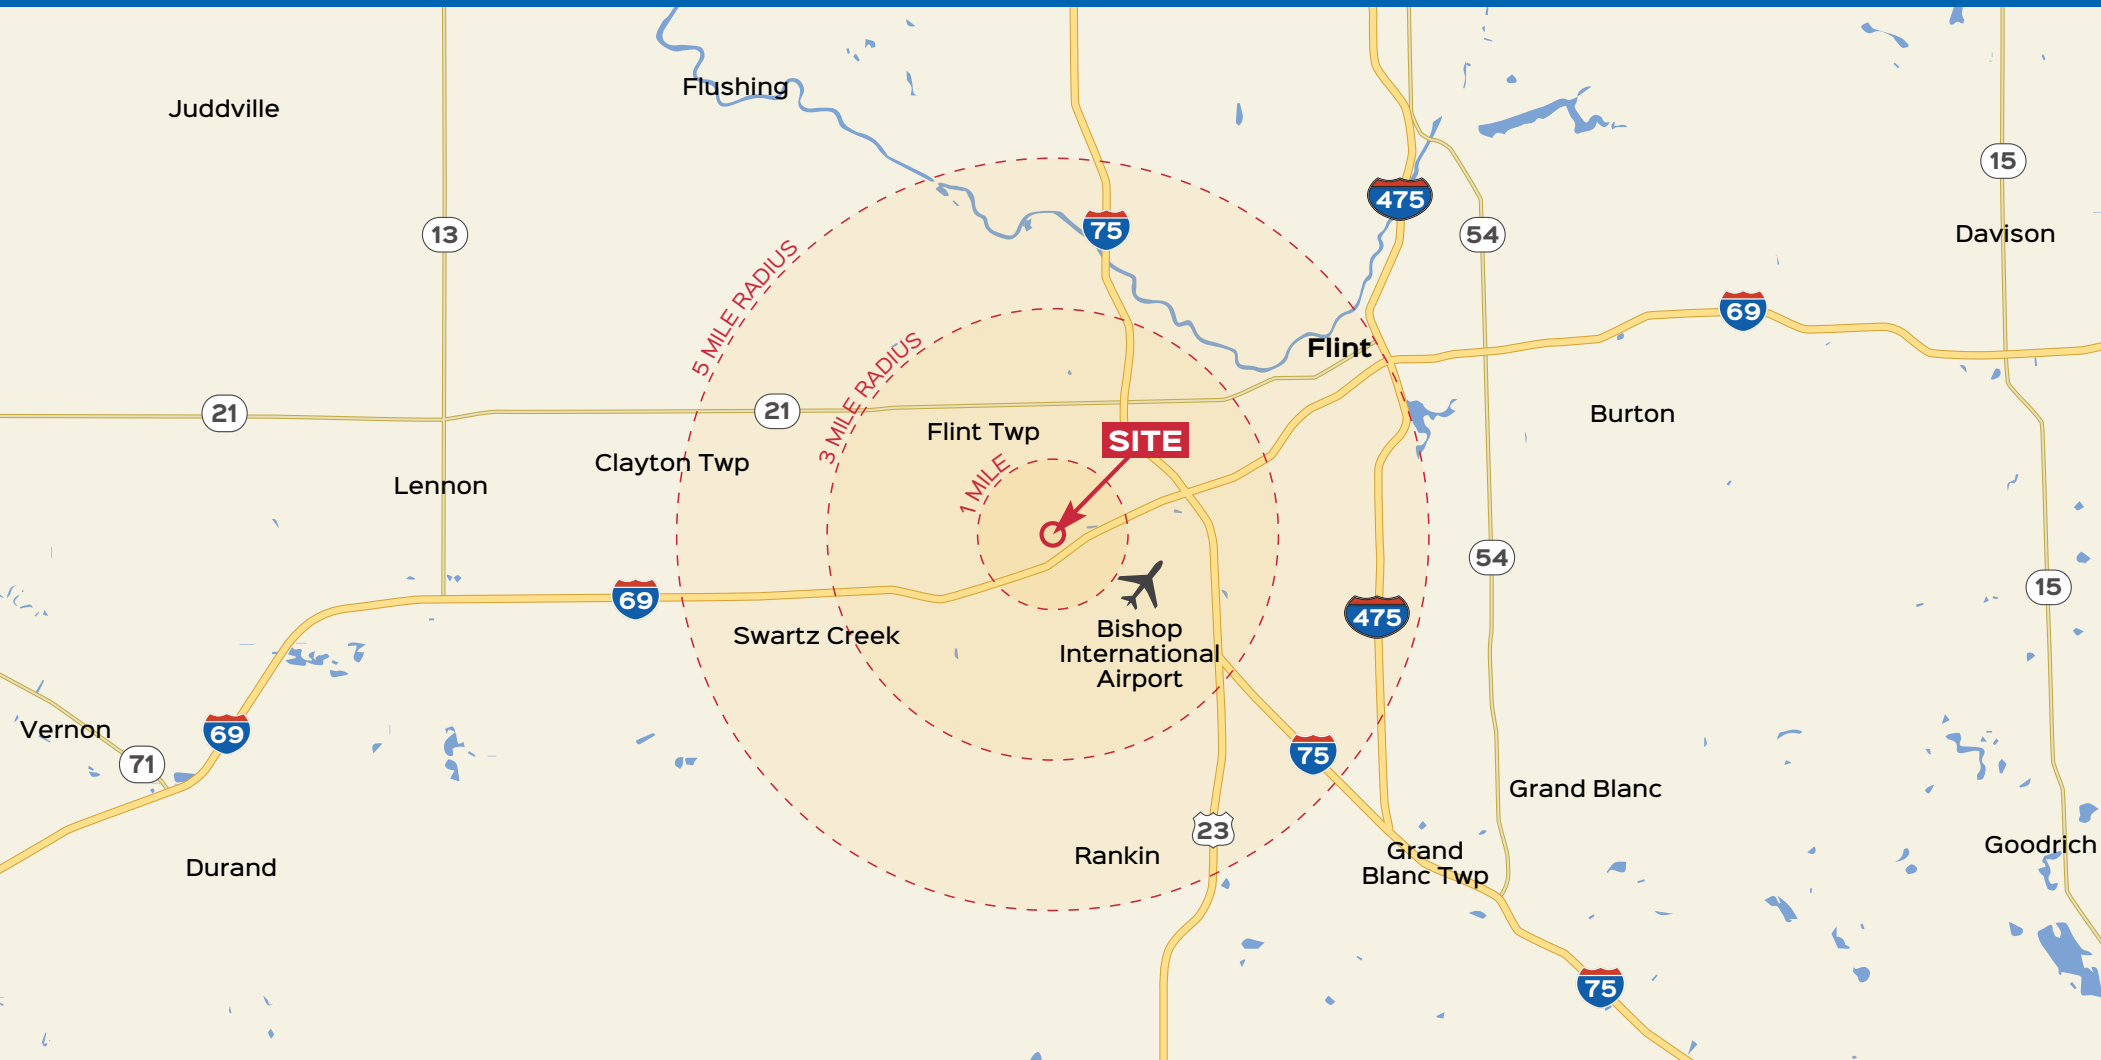 Flushing
Juddville
15
475
75
13
54
Davison
5 MILE RADIUS
69
3 MILE RADIUS
Flint
21
21
Burton
Flint Twp
SITE
Clayton Twp
1 MILE
Lennon
54
15
69
475
Swartz Creek
Bishop
International
Airport
Vernon
69
75
71
Grand Blanc
23
Goodrich
Rankin
Grand
Blanc Twp
Durand
75